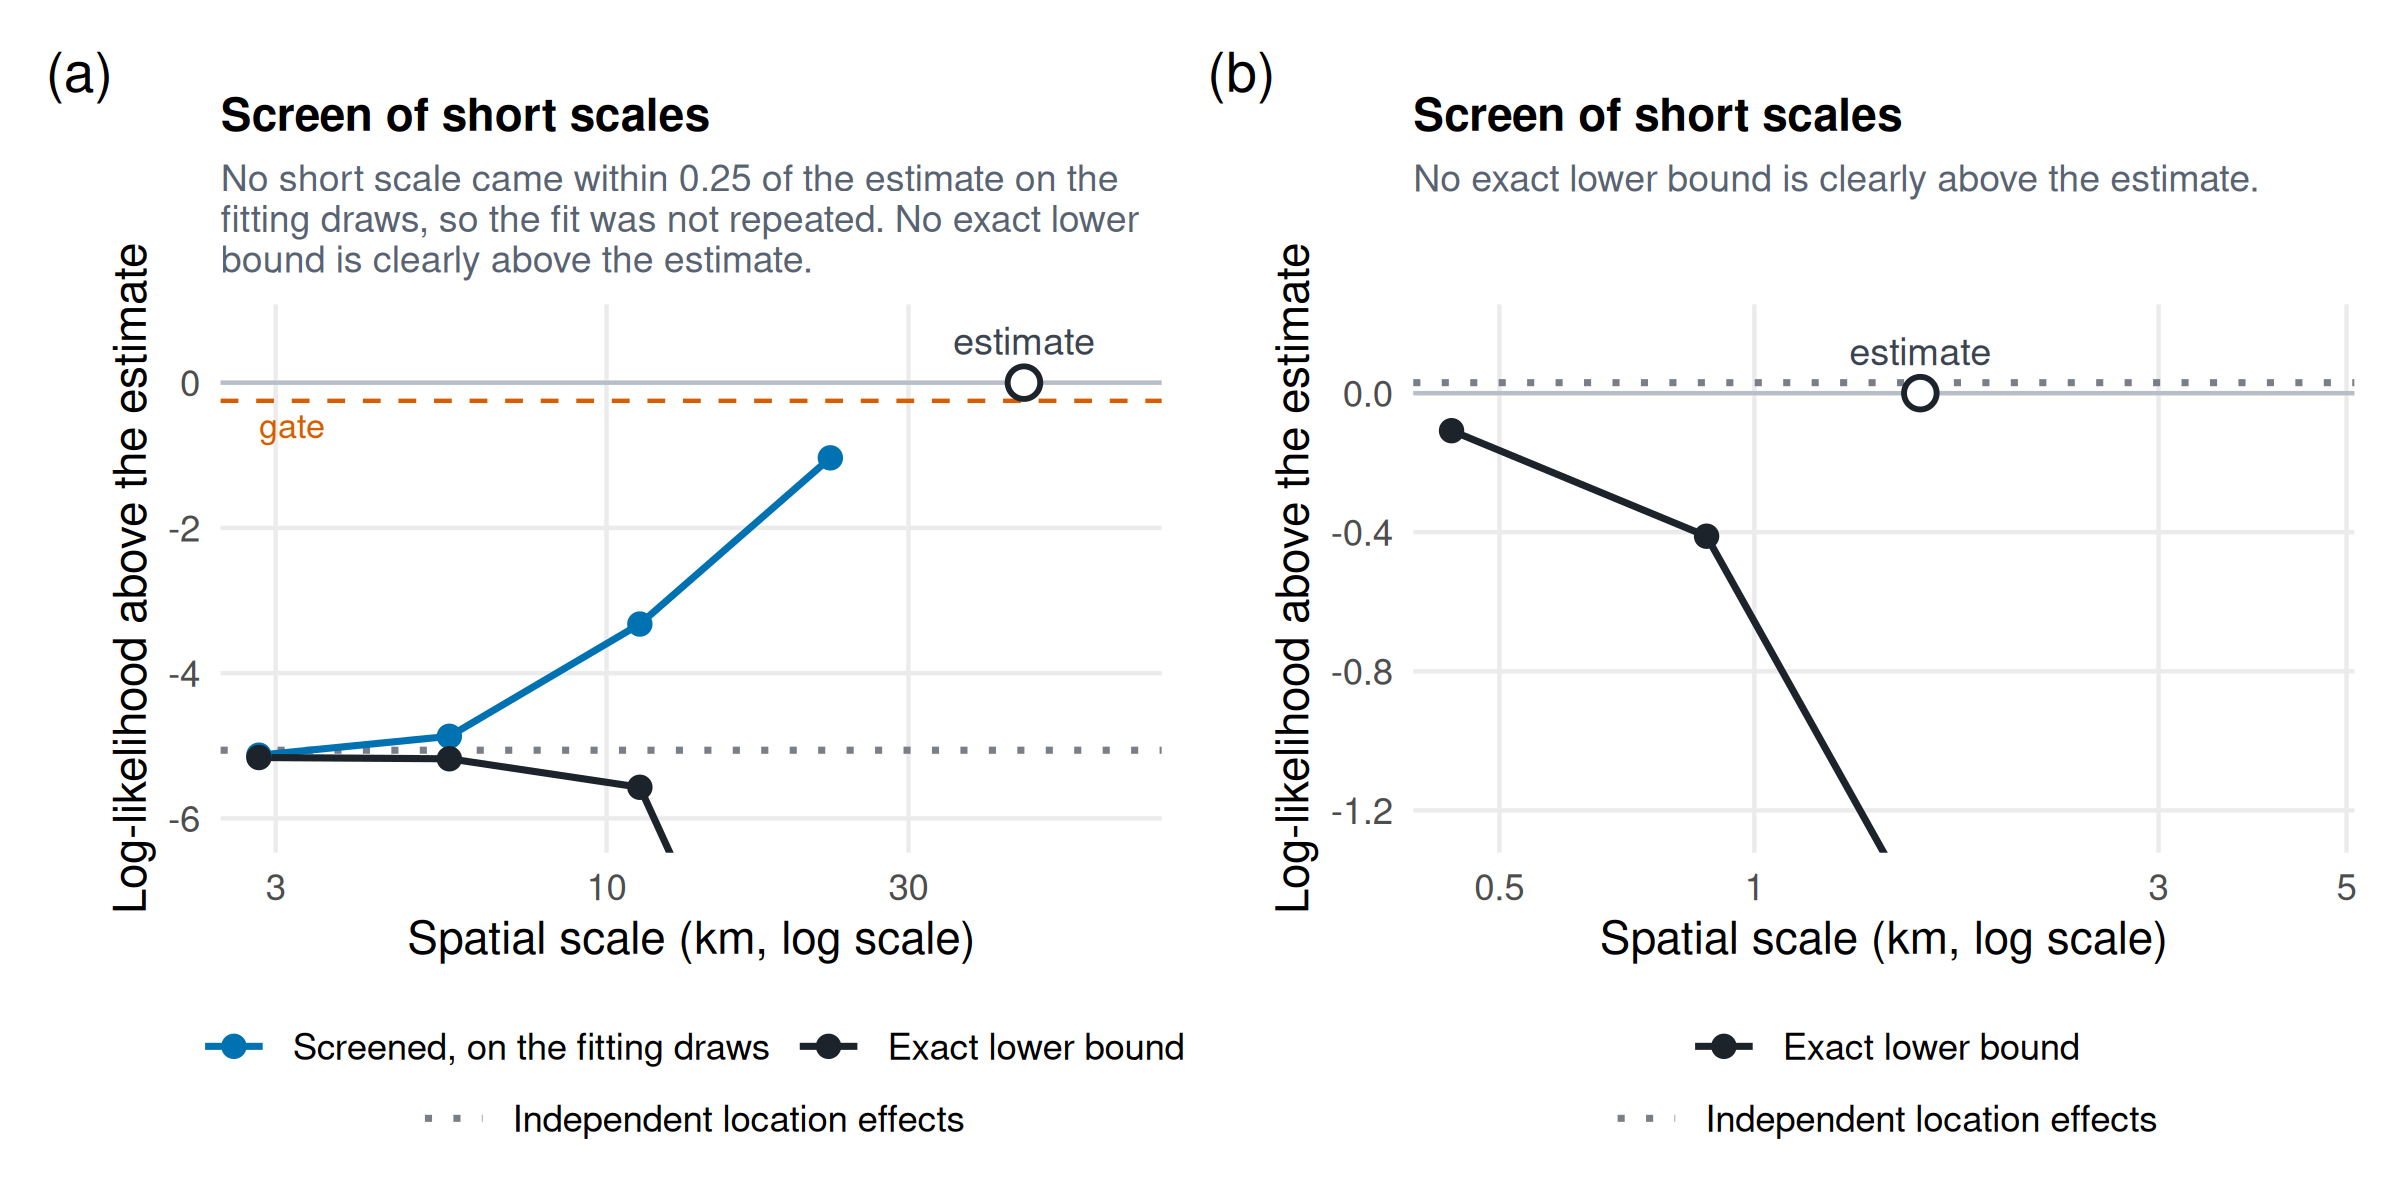 (a)
Screen of short scales
No short scale came within 0.25 of the estimate on the
fitting draws, so the fit was not repeated. No exact lower
bound is clearly above the estimate.
Log-likelihood above the estimate
estimate
0
gate
-2
-4
-6
3
10
30
Spatial scale (km, log scale)
Screened, on the fitting draws
Exact lower bound
Independent location effects
(b)
Screen of short scales
No exact lower bound is clearly above the estimate.
Log-likelihood above the estimate
estimate
0.0
-0.4
-0.8
-1.2
0.5
1
3
5
Spatial scale (km, log scale)
Exact lower bound
Independent location effects